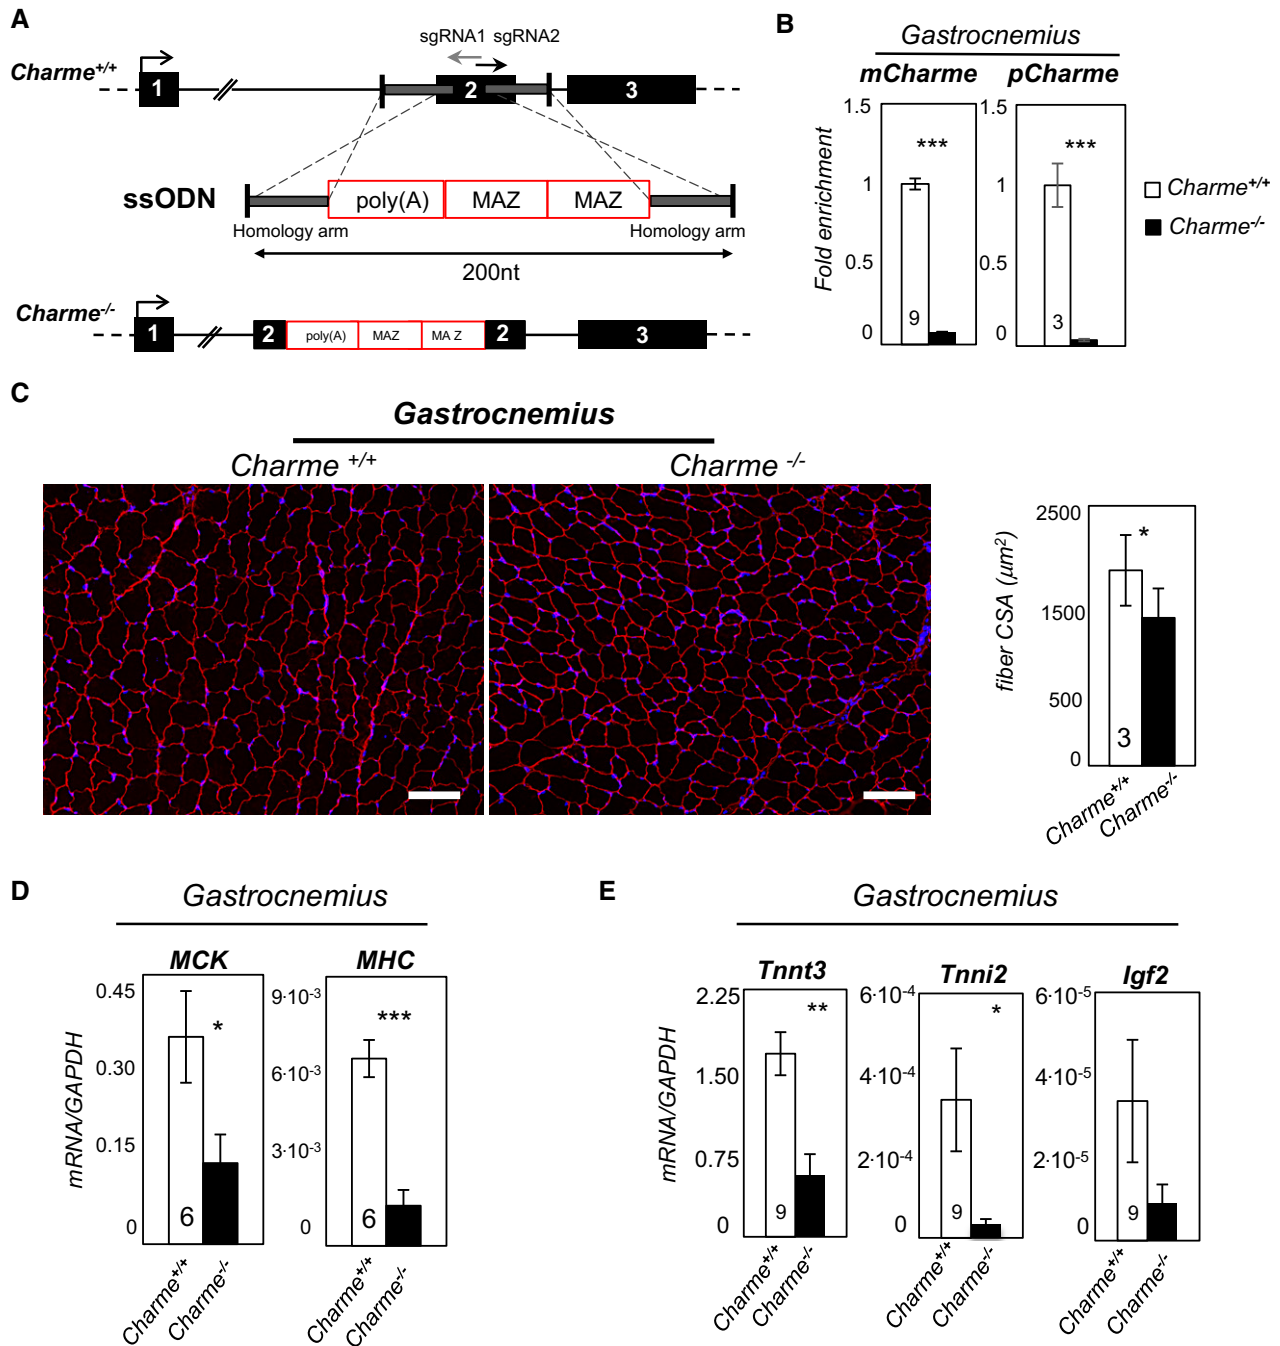 A
sgRNA1 sgRNA2
Charme+/+
1 2 3
ssODN
poly(A) MAZ MAZ
Homology arm Homology arm
200nt
Charme-/-
1 2 poly(A) MAZ MA Z 2 3
B
Gastrocnemius
mCharme pCharme
Fold enrichment
1.5
1
0.5
0
***
9
1.5
1
0.5
0
***
3
Charme+/+
Charme-/-
C
Gastrocnemius
Charme +/+ Charme -/-
fiber CSA (μm2)
2500
1500
500
0
*
3
Charme+/+
Charme-/-
D
Gastrocnemius
MCK MHC
mRNA/GAPDH
0.45
0.30
0.15
0
*
6
Charme+/+
Charme-/-
9·10-3
6·10-3
3·10-3
0
***
6
Charme+/+
Charme-/-
E
Gastrocnemius
Tnnt3 Tnni2 Igf2
mRNA/GAPDH
2.25
1.50
0.75
0
**
9
Charme+/+
Charme-/-
6·10-4
4·10-4
2·10-4
0
*
9
Charme+/+
Charme-/-
6·10-5
4·10-5
2·10-5
0
9
Charme+/+
Charme-/-